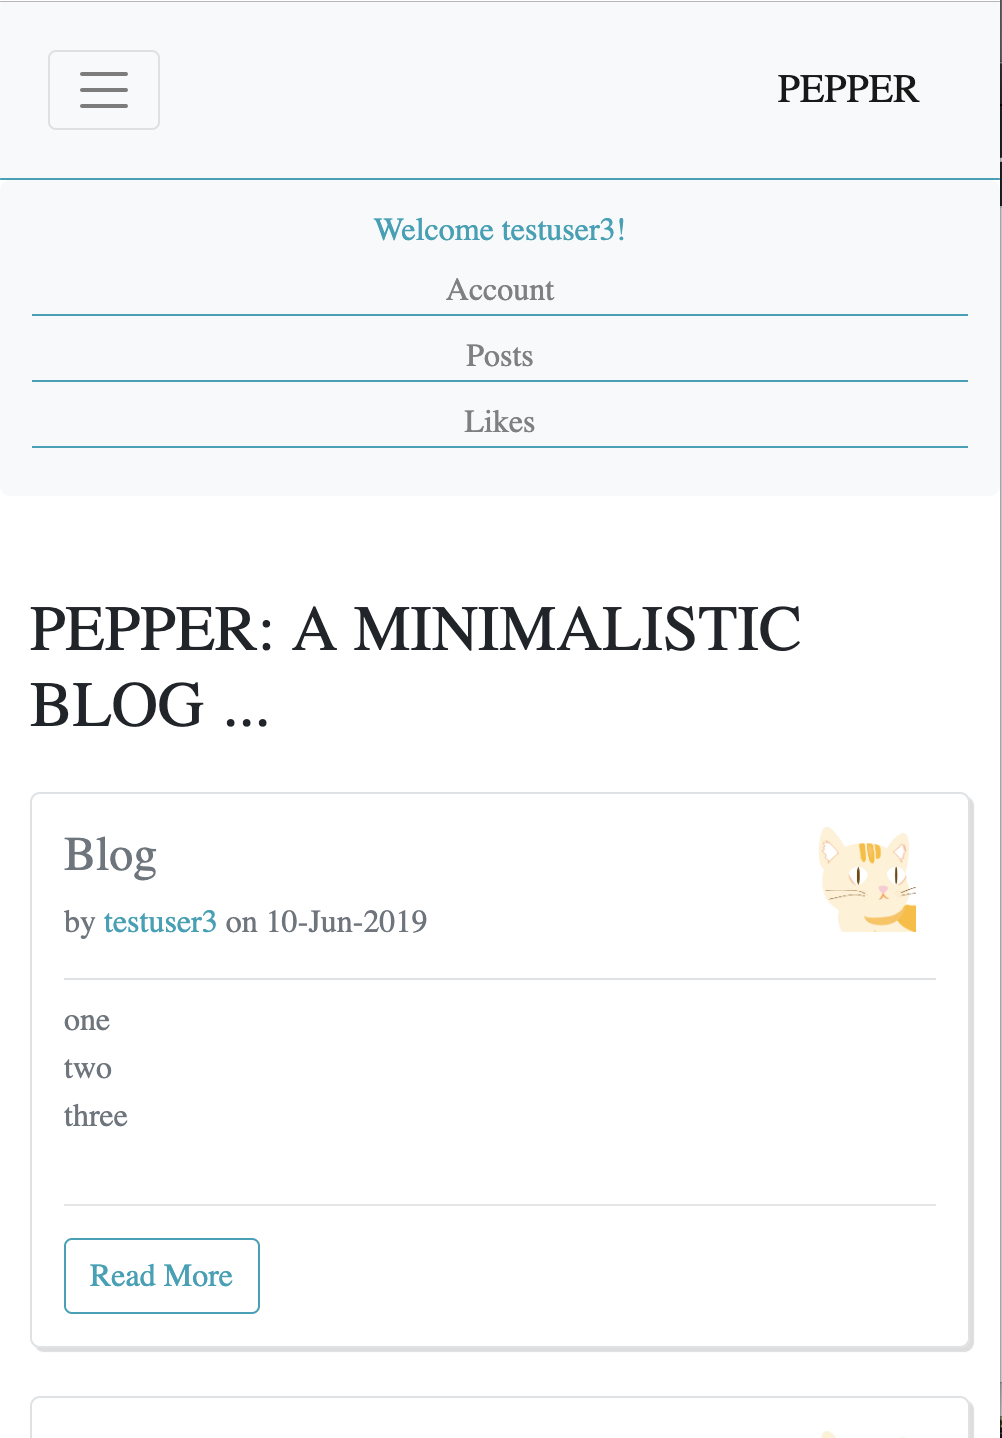 PEPPER
Welcome testuser3!
Account
Posts
Likes
PEPPER: A MINIMALISTIC
BLOG ...
Blog
by testuser3 on 10-Jun-2019
one
two
three
Read More